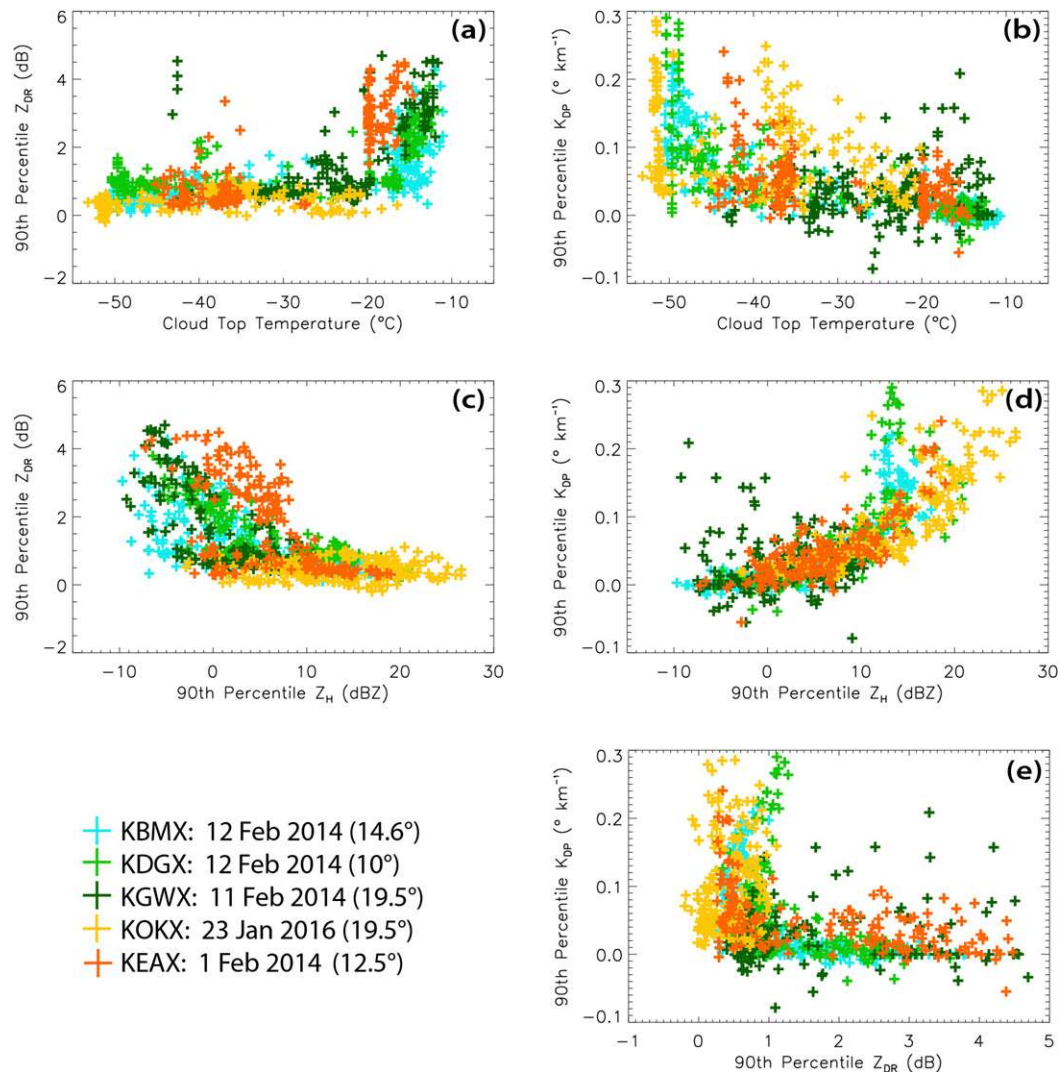 (a)
6
4
2
0
−2
90th Percentile Z_DR (dB)
−50 −40 −30 −20 −10
Cloud Top Temperature (°C)
(b)
0.3
0.2
0.1
0.0
−0.1
90th Percentile K_DP (° km⁻¹)
−50 −40 −30 −20 −10
Cloud Top Temperature (°C)
(c)
6
4
2
0
−2
90th Percentile Z_DR (dB)
−10 0 10 20 30
90th Percentile Z_H (dBZ)
(d)
0.3
0.2
0.1
0.0
−0.1
90th Percentile K_DP (° km⁻¹)
−10 0 10 20 30
90th Percentile Z_H (dBZ)
KBMX: 12 Feb 2014 (14.6°)
KDGX: 12 Feb 2014 (10°)
KGWX: 11 Feb 2014 (19.5°)
KOKX: 23 Jan 2016 (19.5°)
KEAX: 1 Feb 2014 (12.5°)
(e)
0.3
0.2
0.1
0.0
−0.1
90th Percentile K_DP (° km⁻¹)
−1 0 1 2 3 4 5
90th Percentile Z_DR (dB)